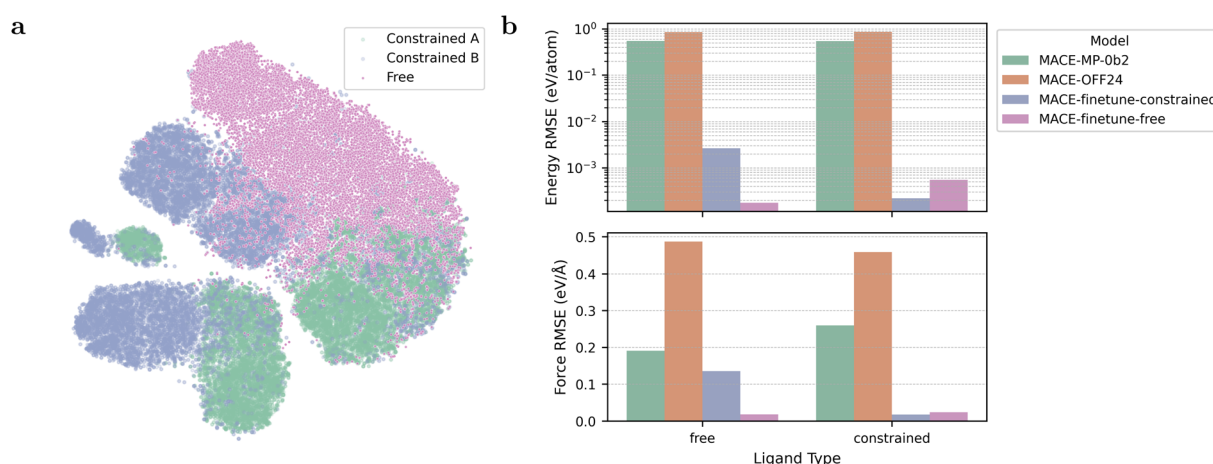 a
Constrained A
Constrained B
Free
b
Energy RMSE (eV/atom)
10⁰
10⁻¹
10⁻²
10⁻³
Model
MACE-MP-0b2
MACE-OFF24
MACE-finetune-constrained
MACE-finetune-free
Force RMSE (eV/Å)
0.5
0.4
0.3
0.2
0.1
0.0
free
constrained
Ligand Type